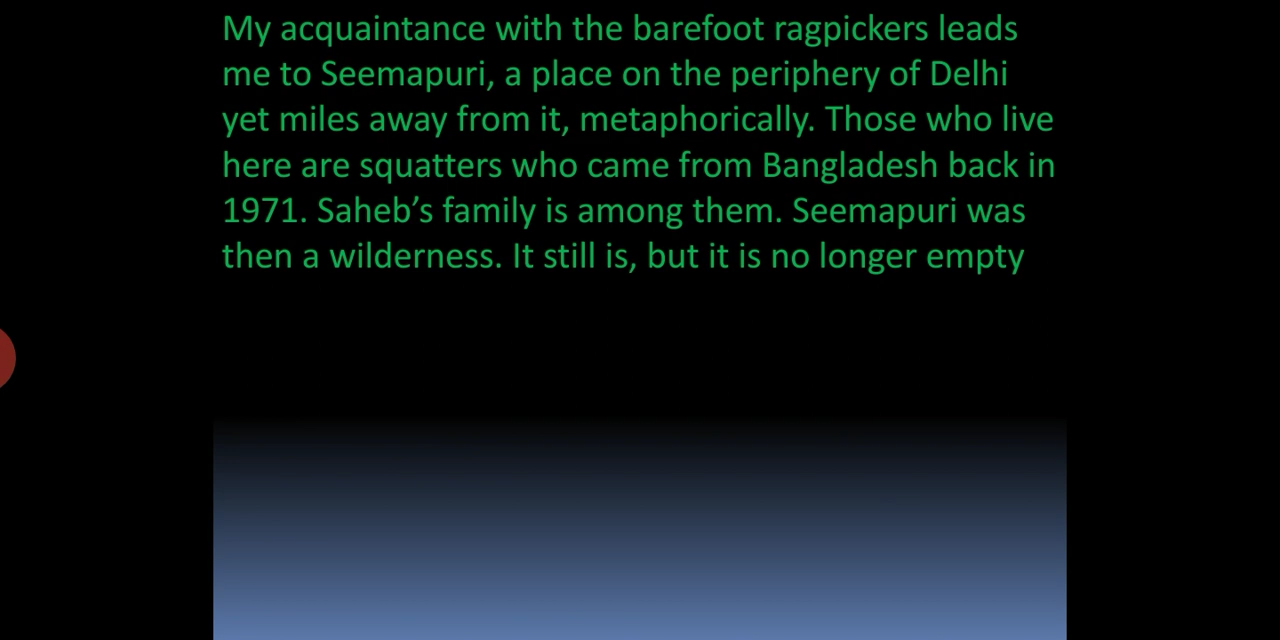 My acquaintance with the barefoot ragpickers leads
me to Seemapuri, a place on the periphery of Delhi
yet miles away from it, metaphorically. Those who live
here are squatters who came from Bangladesh back in
1971. Saheb’s family is among them. Seemapuri was
then a wilderness. It still is, but it is no longer empty